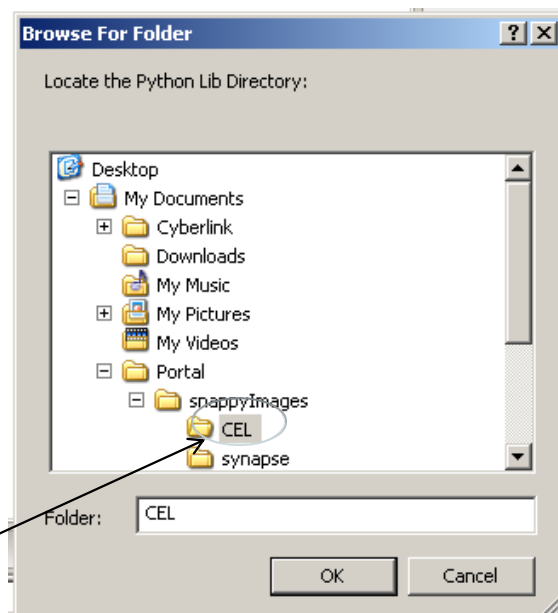 Browse For Folder
Locate the Python Lib Directory:
Desktop
My Documents
Cyberlink
Downloads
My Music
My Pictures
My Videos
Portal
snappyImages
CEL
synapse
Folder: CEL
OK Cancel